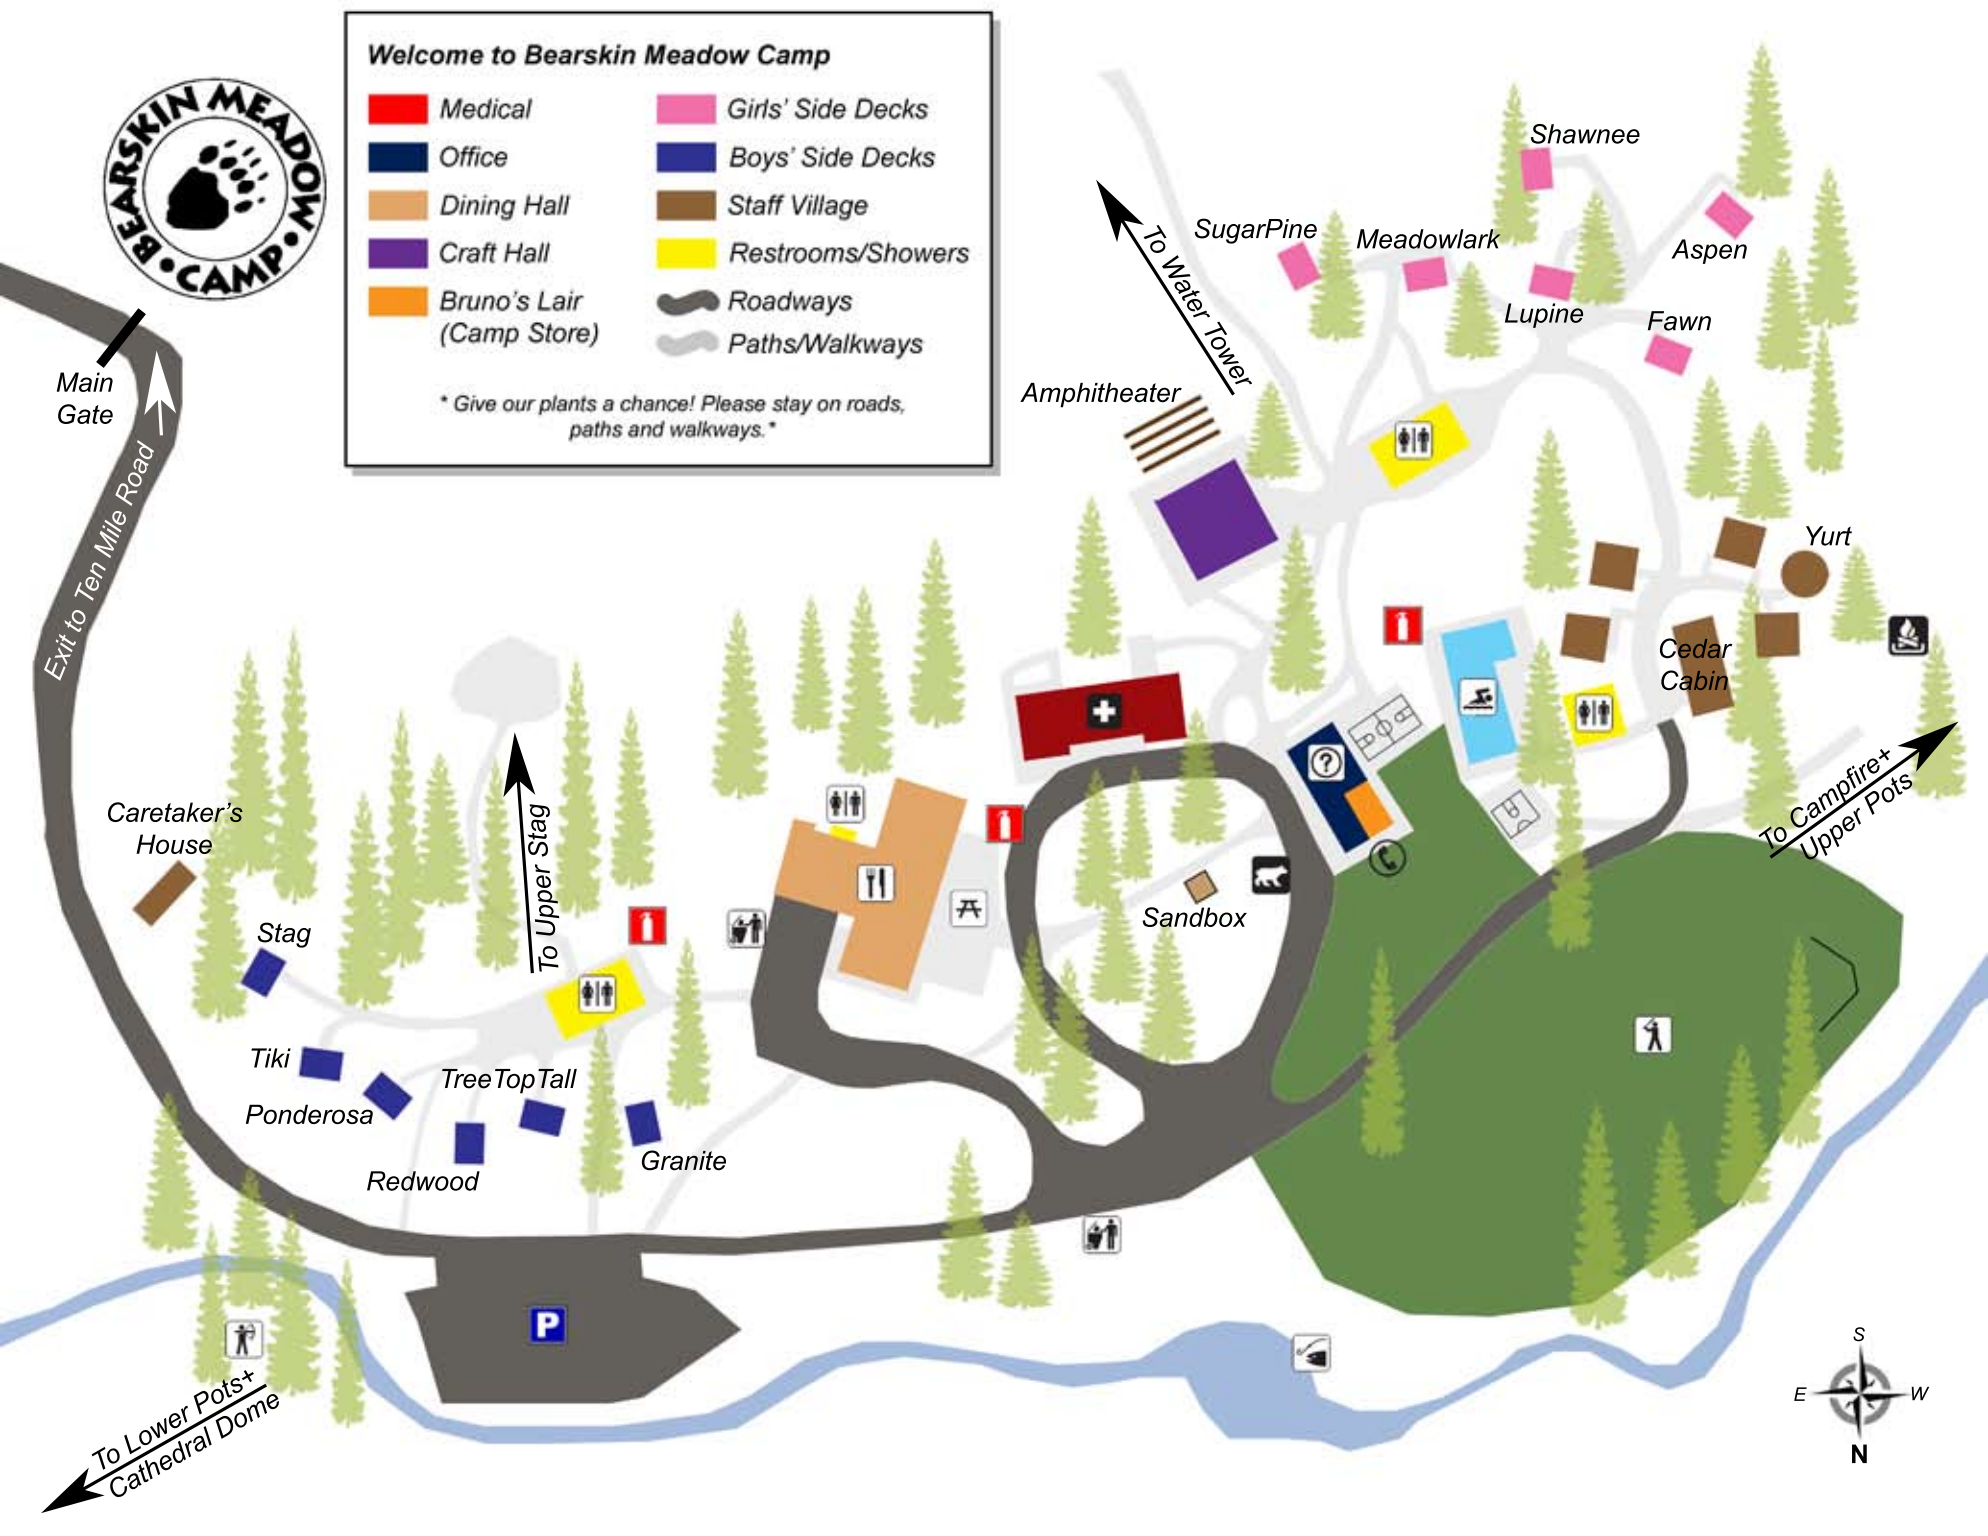 BEARSKIN MEADOW
• CAMP •
Welcome to Bearskin Meadow Camp
Medical
Office
Dining Hall
Craft Hall
Bruno's Lair
(Camp Store)
Girls' Side Decks
Boys' Side Decks
Staff Village
Restrooms/Showers
Roadways
Paths/Walkways
* Give our plants a chance! Please stay on roads,
paths and walkways.*
Main
Gate
Exit to Ten Mile Road
Shawnee
SugarPine
Meadowlark
Aspen
Lupine
Fawn
To Water Tower
Amphitheater
Yurt
Cedar
Cabin
To Campfire+
Upper Pots
Caretaker's
House
To Upper Stag
Stag
Tiki
Ponderosa
TreeTopTall
Redwood
Granite
Sandbox
?
P
To Lower Pots+
Cathedral Dome
S
E
W
N